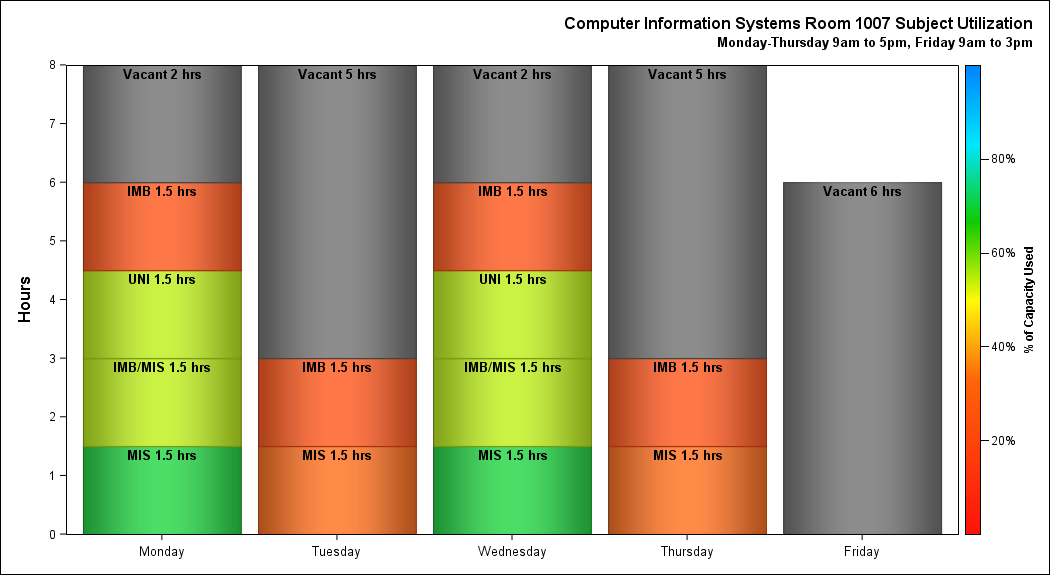 Computer Information Systems Room 1007 Subject Utilization
Monday-Thursday 9am to 5pm, Friday 9am to 3pm
Hours
8
7
6
5
4
3
2
1
0
Vacant 2 hrs
IMB 1.5 hrs
UNI 1.5 hrs
IMB/MIS 1.5 hrs
MIS 1.5 hrs
Vacant 5 hrs
IMB 1.5 hrs
MIS 1.5 hrs
Vacant 2 hrs
IMB 1.5 hrs
UNI 1.5 hrs
IMB/MIS 1.5 hrs
MIS 1.5 hrs
Vacant 5 hrs
IMB 1.5 hrs
MIS 1.5 hrs
Vacant 6 hrs
Monday
Tuesday
Wednesday
Thursday
Friday
80%
60%
40%
20%
% of Capacity Used